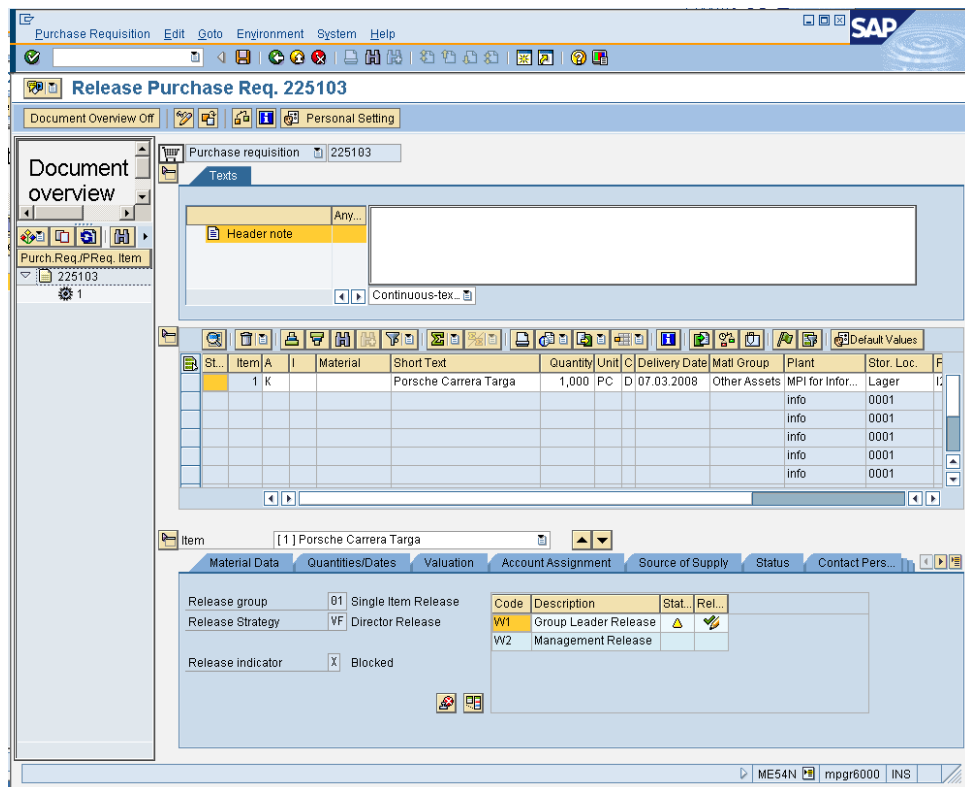 Purchase Requisition Edit Goto Environment System Help
SAP
Release Purchase Req. 225103
Document Overview Off Personal Setting
Document overview
Purchase requisition 225103
Texts
Any...
Header note
Continuous-tex...
Purch.Req./PReq. Item
225103
1
Default Values
St... Item A I Material Short Text Quantity Unit C Delivery Date Matl Group Plant Stor. Loc.
1 K Porsche Carrera Targa 1,000 PC D 07.03.2008 Other Assets MPI for Infor... Lager
info 0001
info 0001
info 0001
info 0001
info 0001
Item [ 1 ] Porsche Carrera Targa
Material Data Quantities/Dates Valuation Account Assignment Source of Supply Status Contact Pers...
Release group 01 Single Item Release
Release Strategy VF Director Release
Release indicator X Blocked
Code Description Stat... Rel...
W1 Group Leader Release
W2 Management Release
ME54N mpgr6000 INS